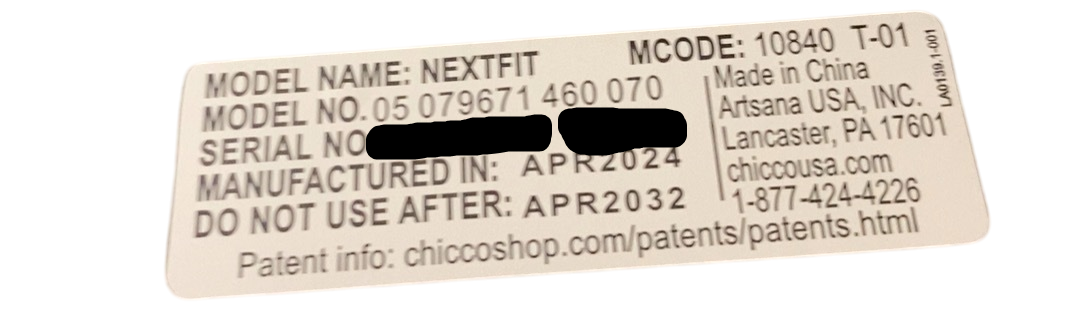 MODEL NAME: NEXTFIT
MODEL NO. 05 079671 460 070
SERIAL NO
MANUFACTURED IN: APR2024
DO NOT USE AFTER: APR2032
MCODE: 10840 T-01
Made in China
Artsana USA, INC.
Lancaster, PA 17601
chiccousa.com
1-877-424-4226
LA0139.1-001
Patent info: chiccoshop.com/patents/patents.html